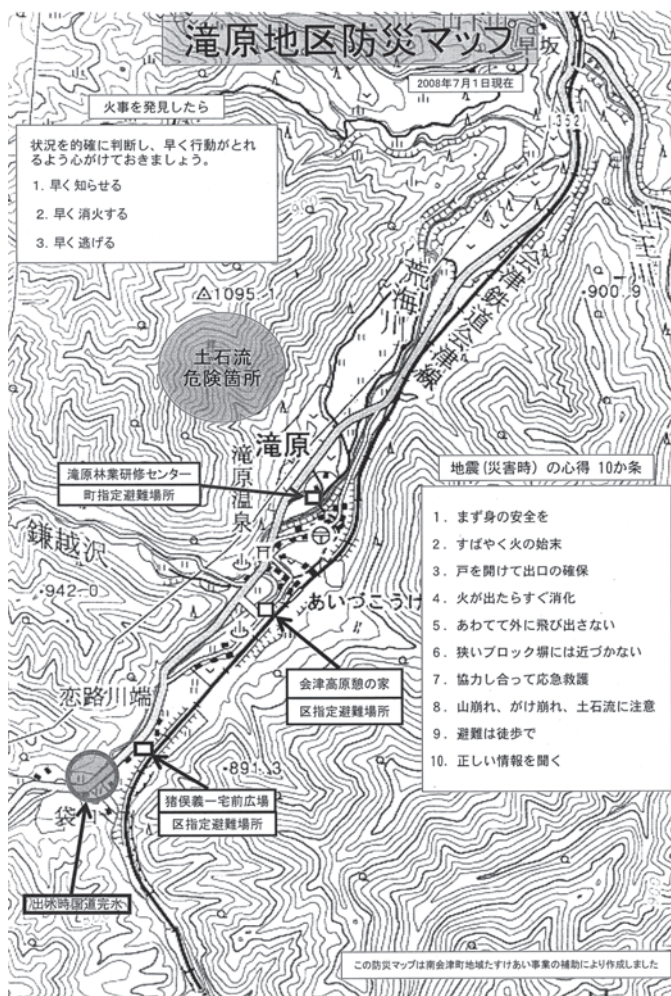 滝原地区防災マップ
2008年7月1日現在
早坂
火事を発見したら
状況を的確に判断し、早く行動がとれ
るよう心がけておきましょう。
1. 早く知らせる
2. 早く消火する
3. 早く逃げる
352
山王川
荒海川
会津鉄道会津線
・900.9
1095.1
土石流
危険箇所
滝原
滝原温泉
滝原林業研修センター
町指定避難場所
鎌越沢
・942.0
あいづこうげ
地震(災害時)の心得 10か条
1. まず身の安全を
2. すばやく火の始末
3. 戸を開けて出口の確保
4. 火が出たらすぐ消化
5. あわてて外に飛び出さない
6. 狭いブロック塀には近づかない
7. 協力し合って応急救護
8. 山崩れ、がけ崩れ、土石流に注意
9. 避難は徒歩で
10. 正しい情報を聞く
会津高原憩の家
区指定避難場所
恋路川端
・891.3
猪俣義一宅前広場
区指定避難場所
袋口
出水時国道完水
この防災マップは南会津町地域たすけあい事業の補助により作成しました